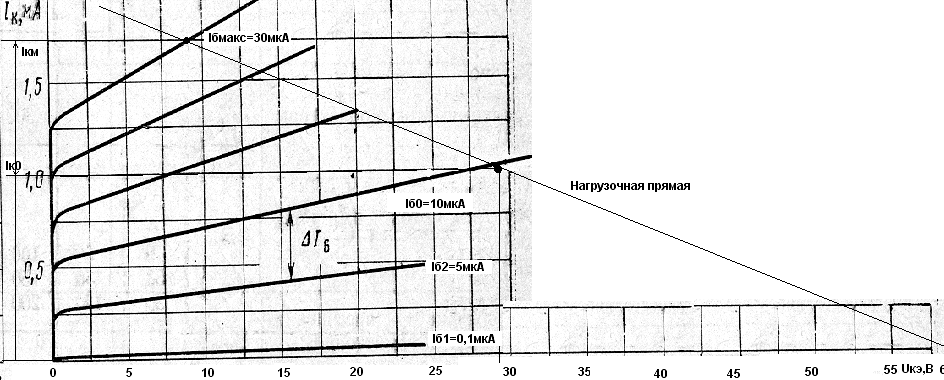 Iк,мА
Iбмакс=30мкА
Iкм
1,5
Iк0
1,0
Нагрузочная прямая
Iб0=10мкА
ΔIб
0,5
Iб2=5мкА
Iб1=0,1мкА
0 5 10 15 20 25 30 35 40 45 50 55 Uкэ,В